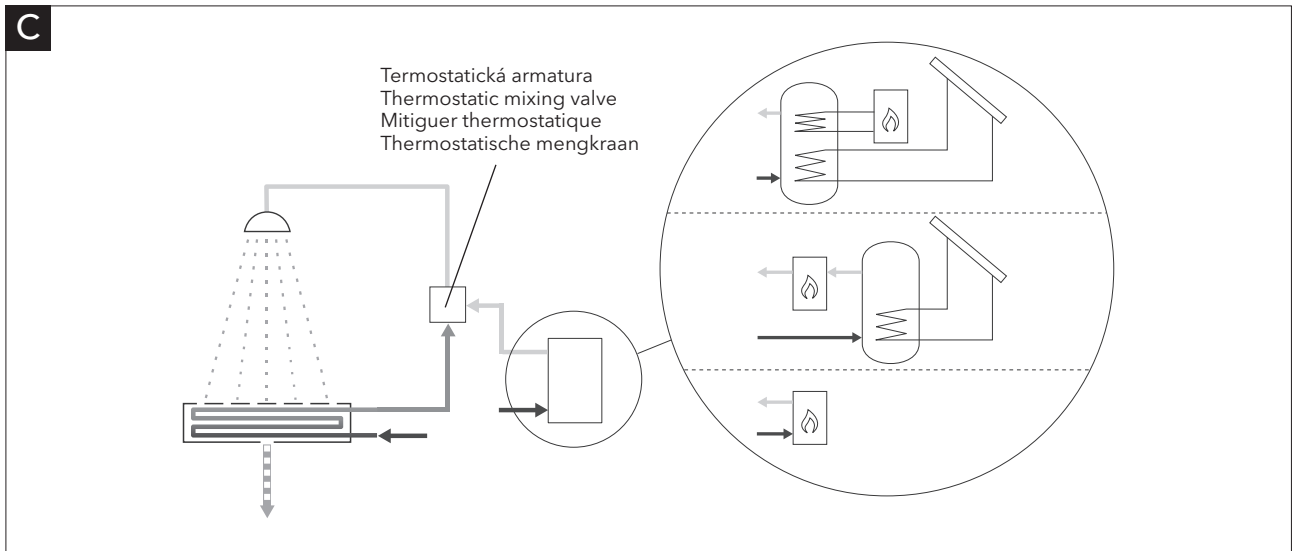 C
Termostatická armatura
Thermostatic mixing valve
Mitiguer thermostatique
Thermostatische mengkraan